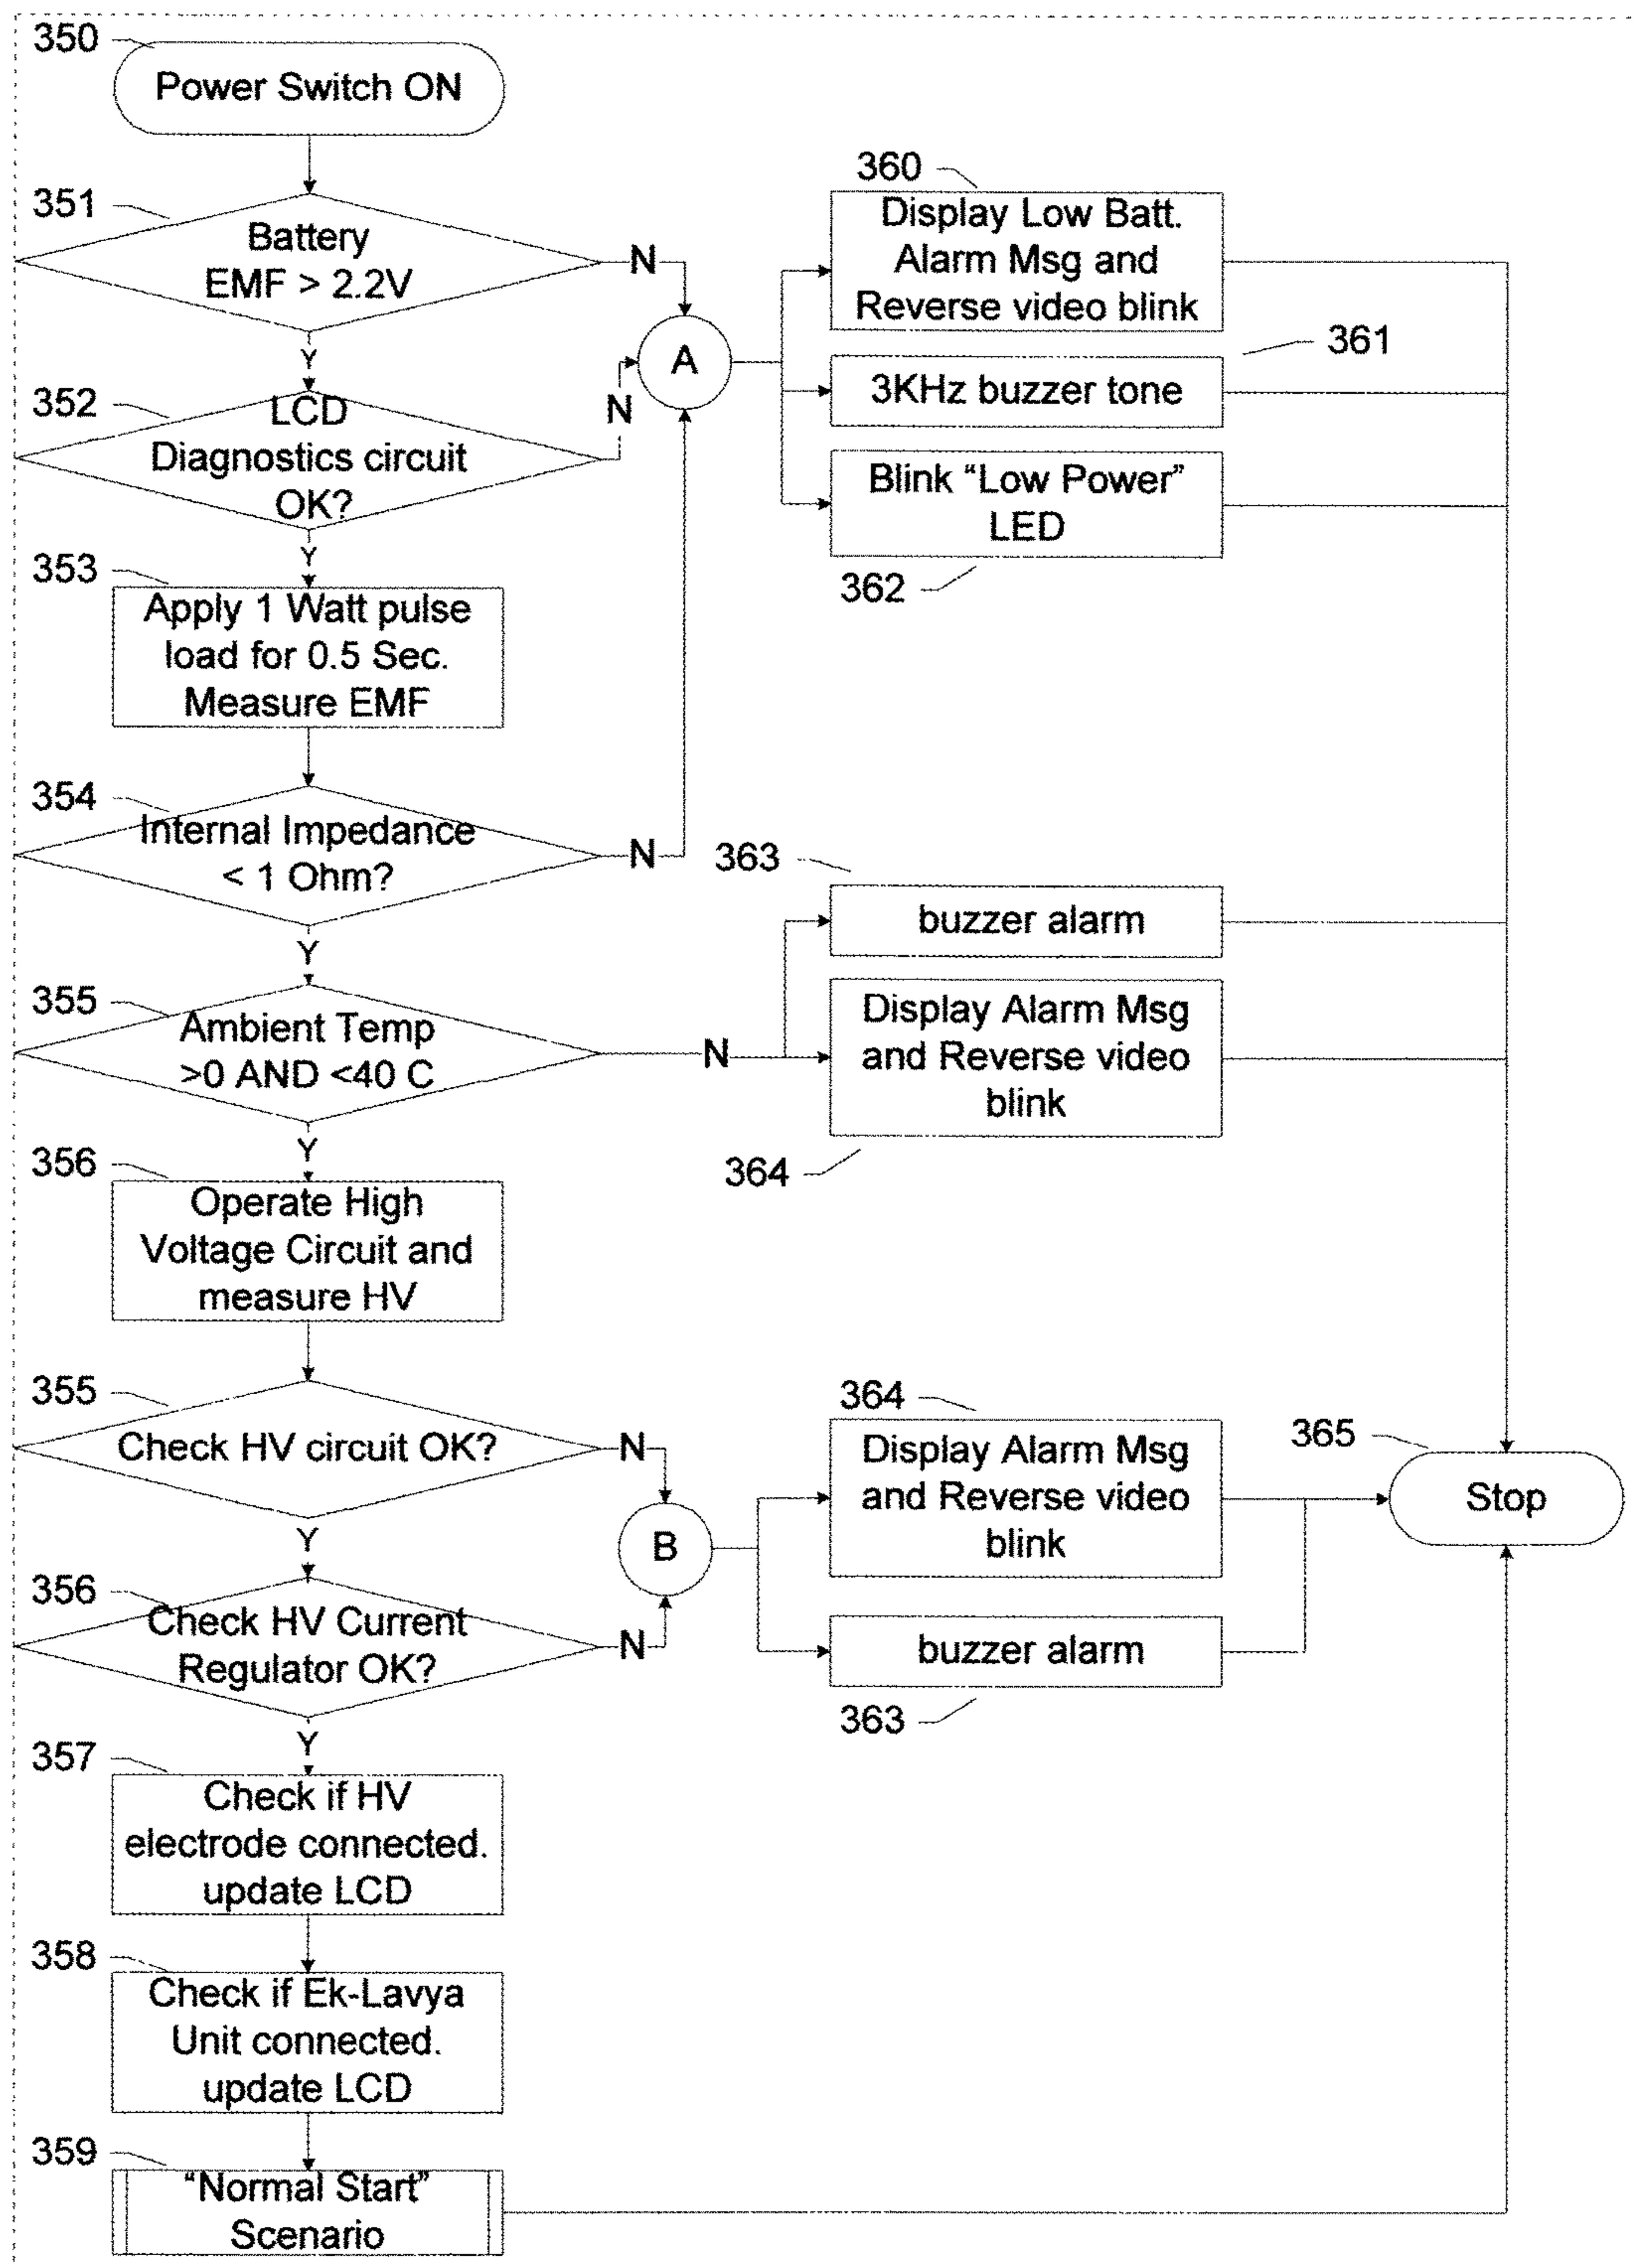 350
Power Switch ON
351
Battery
EMF > 2.2V
N
Y
A
360
Display Low Batt.
Alarm Msg and
Reverse video blink
361
3KHz buzzer tone
352
LCD
Diagnostics circuit
OK?
N
Y
Blink “Low Power”
LED
362
353
Apply 1 Watt pulse
load for 0.5 Sec.
Measure EMF
354
Internal Impedance
< 1 Ohm?
N
Y
363
buzzer alarm
355
Ambient Temp
>0 AND <40 C
N
Y
Display Alarm Msg
and Reverse video
blink
364
356
Operate High
Voltage Circuit and
measure HV
355
Check HV circuit OK?
N
Y
B
364
Display Alarm Msg
and Reverse video
blink
365
Stop
356
Check HV Current
Regulator OK?
N
Y
buzzer alarm
363
357
Check if HV
electrode connected.
update LCD
358
Check if Ek-Lavya
Unit connected.
update LCD
359
“Normal Start”
Scenario